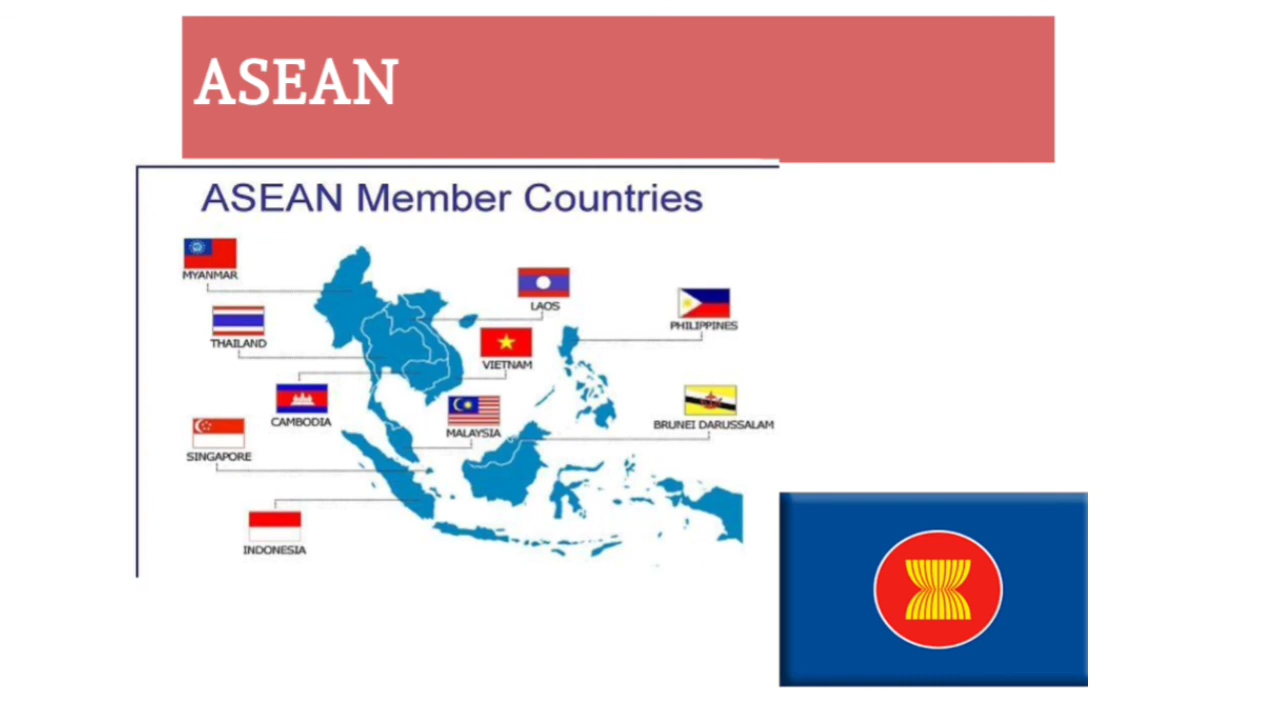 ASEAN
ASEAN Member Countries
MYANMAR
LAOS
PHILIPPINES
THAILAND
VIETNAM
CAMBODIA
MALAYSIA
BRUNEI DARUSSALAM
SINGAPORE
INDONESIA